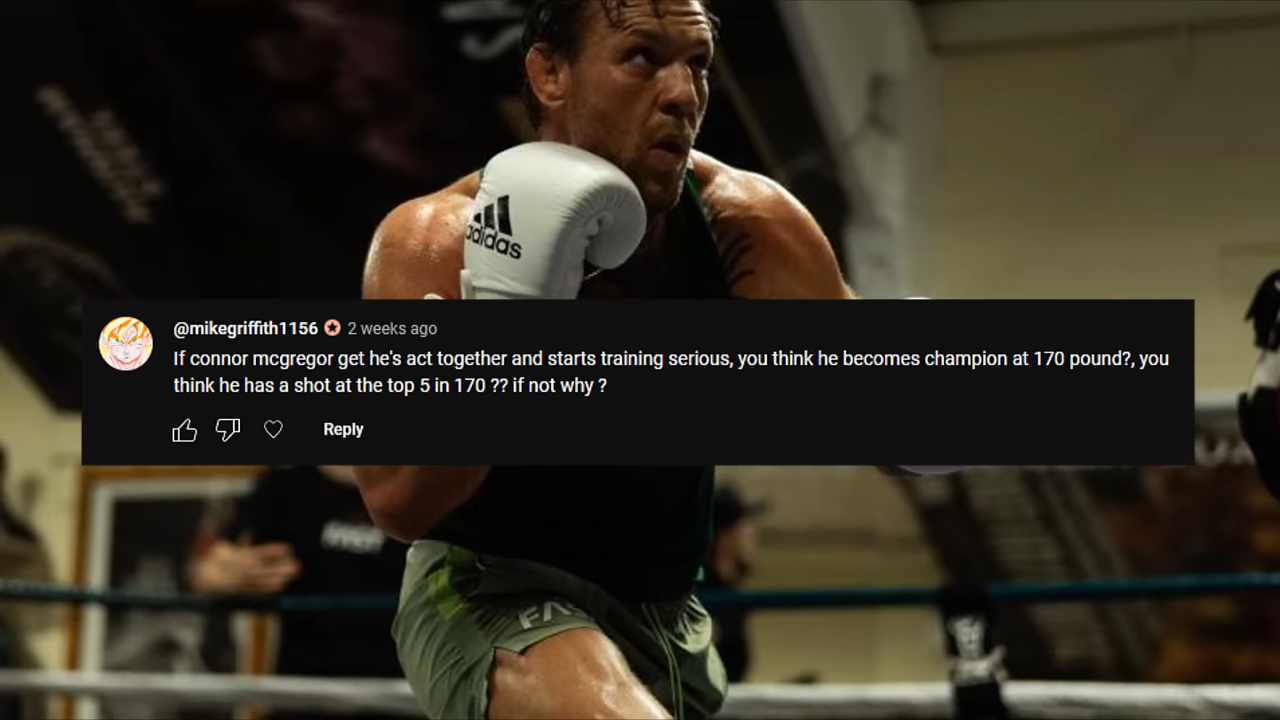 adidas
@mikegriffith1156 2 weeks ago
If connor mcgregor get he's act together and starts training serious, you think he becomes champion at 170 pound?, you
think he has a shot at the top 5 in 170 ?? if not why ?
Reply
FAS